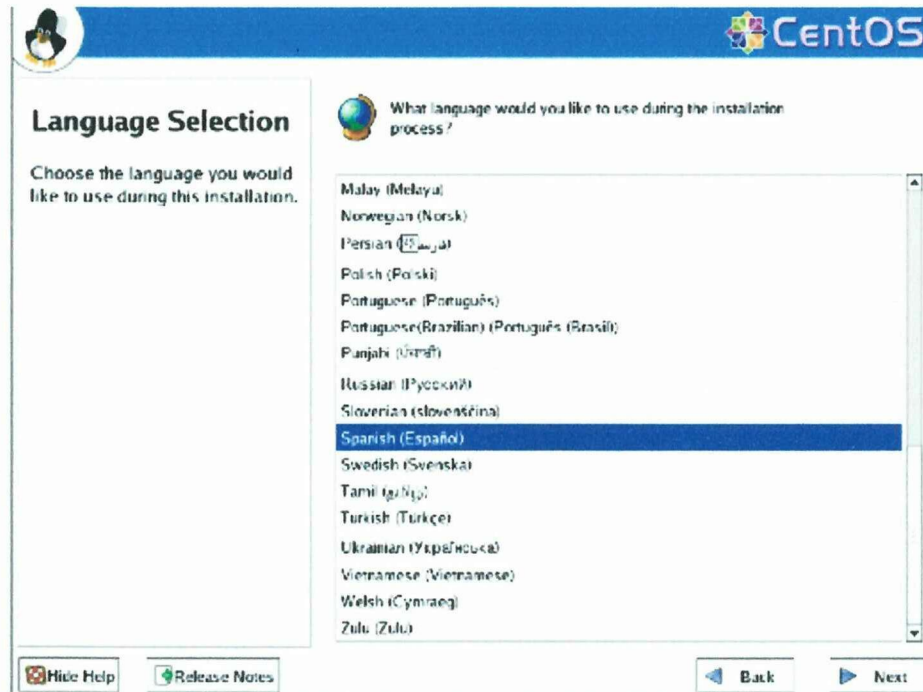 CentOS
Language Selection
Choose the language you would
like to use during this installation.
What language would you like to use during the installation
process?
Malay (Melayu)
Norwegian (Norsk)
Persian
Polish (Polski)
Portuguese (Português)
Portuguese(Brazilian) (Português (Brasil))
Punjabi
Russian (Русский)
Slovenian (slovenščina)
Spanish (Español)
Swedish (Svenska)
Tamil
Turkish (Türkçe)
Ukrainian (Українська)
Vietnamese (Vietnamese)
Welsh (Cymraeg)
Zulu (Zulu)
Hide Help
Release Notes
Back
Next